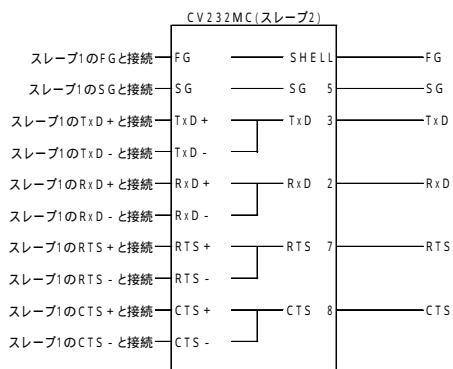 CV232MC(スレーブ2)
スレーブ1のFGと接続 FG SHELL FG
スレーブ1のSGと接続 SG SG 5 SG
スレーブ1のTxD+と接続 TxD+ TxD 3 TxD
スレーブ1のTxD-と接続 TxD-
スレーブ1のRxD+と接続 RxD+ RxD 2 RxD
スレーブ1のRxD-と接続 RxD-
スレーブ1のRTS+と接続 RTS+ RTS 7 RTS
スレーブ1のRTS-と接続 RTS-
スレーブ1のCTS+と接続 CTS+ CTS 8 CTS
スレーブ1のCTS-と接続 CTS-